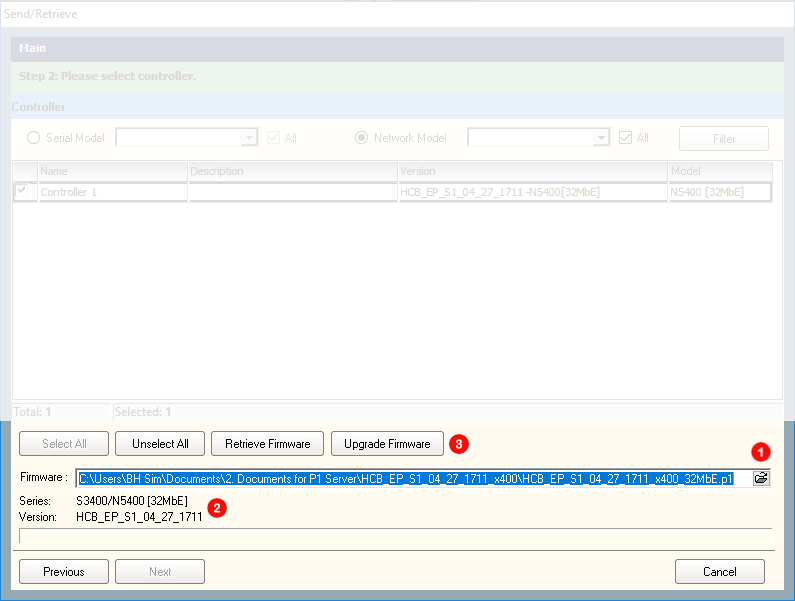 Send/Retrieve
Main
Step 2: Please select controller.
Controller
Serial Model All Network Model All Filter
Name Description Version Model
Controller 1 HCB_EP_S1_04_27_1711 -N5400[32MbE] N5400 [32MbE]
Total: 1 Selected: 1
Select All Unselect All Retrieve Firmware Upgrade Firmware 3
1
Firmware : C:\Users\BH Sim\Documents\2. Documents for P1 Server\HCB_EP_S1_04_27_1711_x400\HCB_EP_S1_04_27_1711_x400_32MbE.p1
Series: S3400/N5400 [32MbE]
2
Version: HCB_EP_S1_04_27_1711
Previous Next Cancel